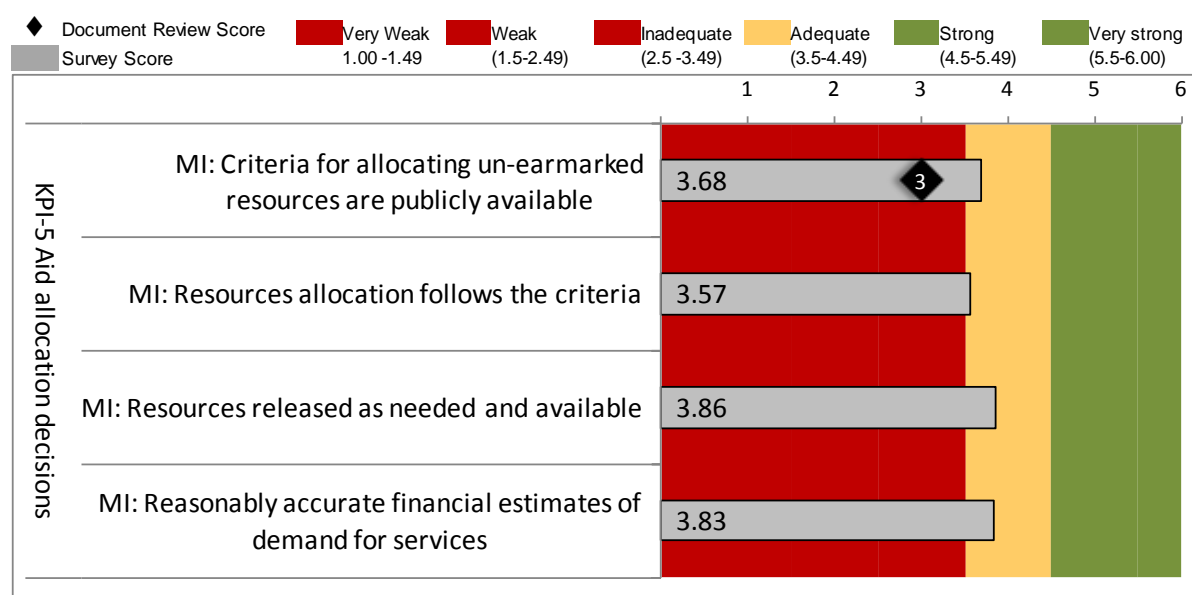 Document Review Score
Survey Score
Very Weak
1.00 -1.49
Weak
(1.5-2.49)
Inadequate
(2.5 -3.49)
Adequate
(3.5-4.49)
Strong
(4.5-5.49)
Very strong
(5.5-6.00)
1 2 3 4 5 6
KPI-5 Aid allocation decisions
MI: Criteria for allocating un-earmarked
resources are publicly available
3.68
3
MI: Resources allocation follows the criteria
3.57
MI: Resources released as needed and available
3.86
MI: Reasonably accurate financial estimates of
demand for services
3.83